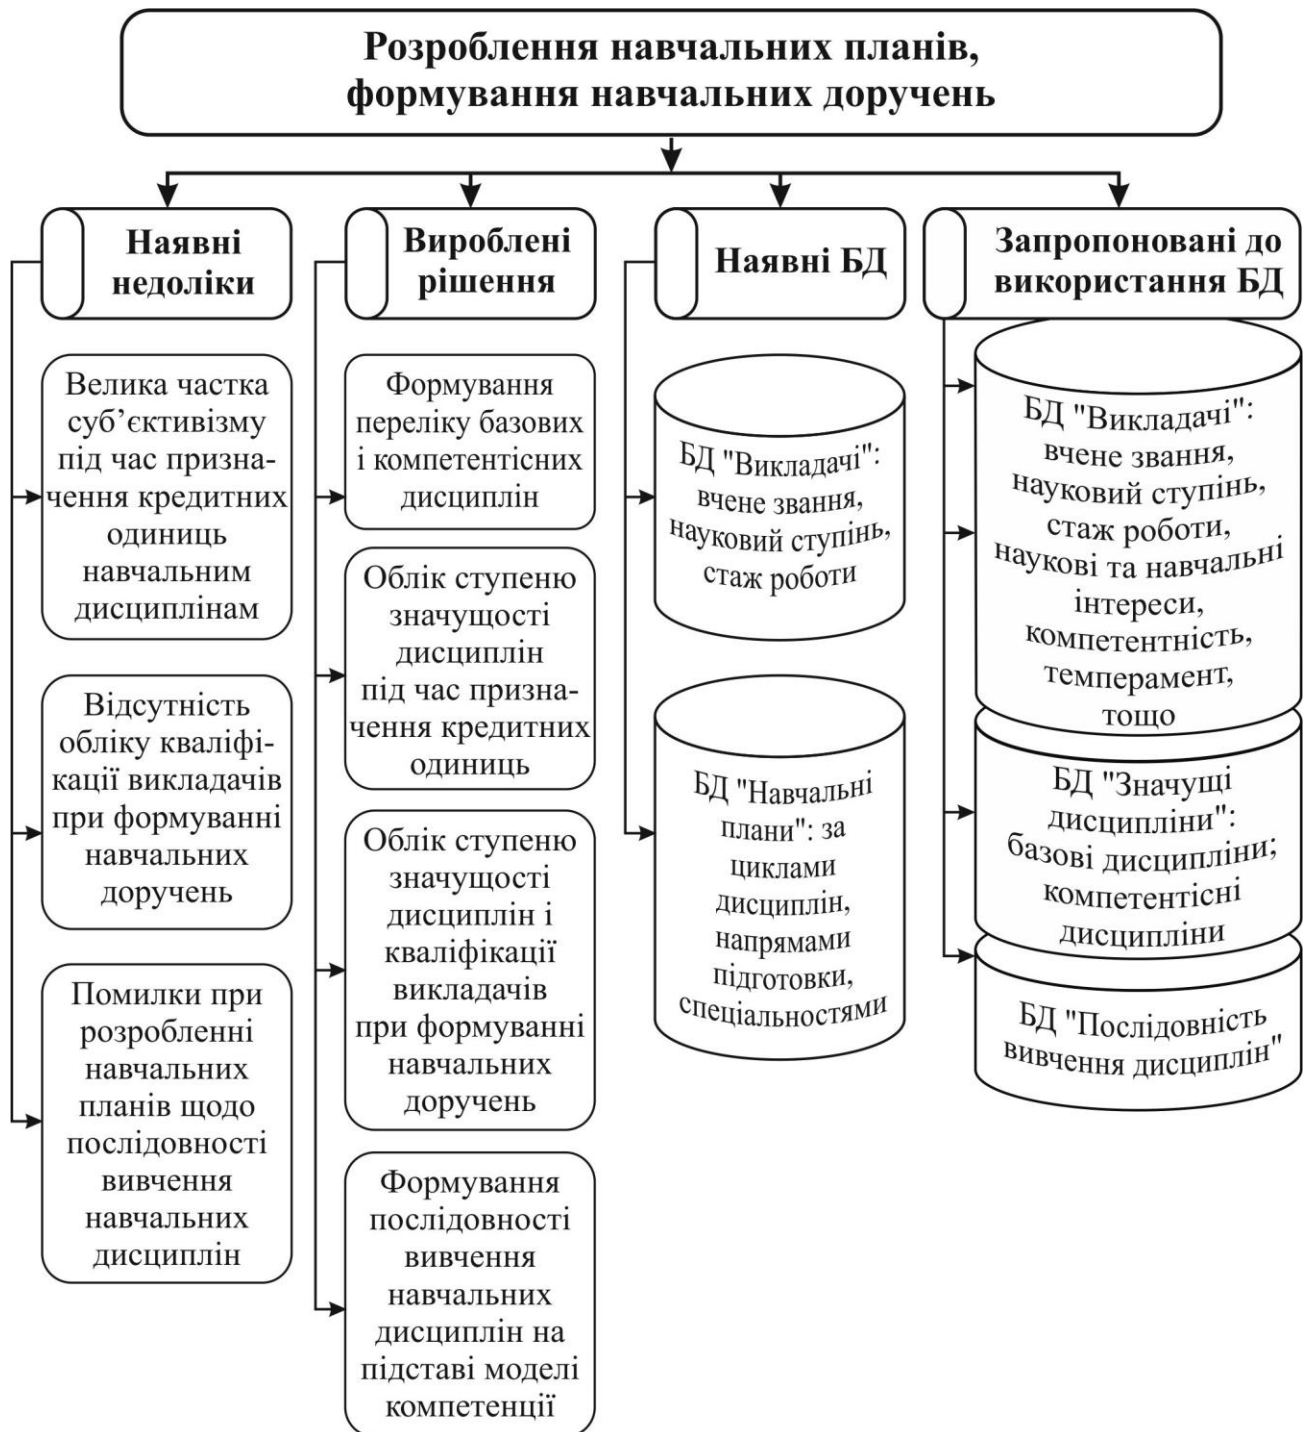 Розроблення навчальних планів,
формування навчальних доручень
Наявні
недоліки
Велика частка
суб’єктивізму
під час призна-
чення кредитних
одиниць
навчальним
дисциплінам
Відсутність
обліку кваліфі-
кації викладачів
при формуванні
навчальних
доручень
Помилки при
розробленні
навчальних
планів щодо
послідовності
вивчення
навчальних
дисциплін
Вироблені
рішення
Формування
переліку базових
і компетентісних
дисциплін
Облік ступеню
значущості
дисциплін
під час призна-
чення кредитних
одиниць
Облік ступеню
значущості
дисциплін і
кваліфікації
викладачів
при формуванні
навчальних
доручень
Формування
послідовності
вивчення
навчальних
дисциплін на
підставі моделі
компетенції
Наявні БД
БД "Викладачі":
вчене звання,
науковий ступінь,
стаж роботи
БД "Навчальні
плани": за
циклами
дисциплін,
напрямами
підготовки,
спеціальностями
Запропоновані до
використання БД
БД "Викладачі":
вчене звання,
науковий ступінь,
стаж роботи,
наукові та навчальні
інтереси,
компетентність,
темперамент,
тощо
БД "Значущі
дисципліни":
базові дисципліни;
компетентісні
дисципліни
БД "Послідовність
вивчення дисциплін"